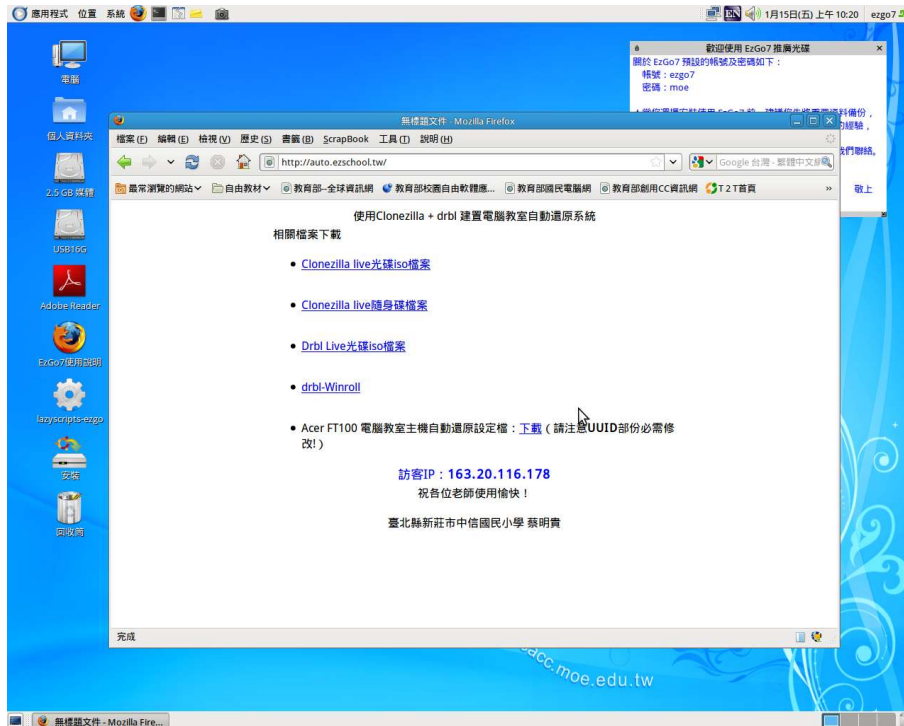 應用程式 位置 系統
1月15日(五) 上午 10:20 ezgo7
電腦
個人資料夾
2.5 GB 媒體
USB16G
Adobe Reader
EzGo7使用說明
lazyscripts-ezgo
安裝
回收筒
歡迎使用 EzGo7 推廣光碟
關於 EzGo7 預設的帳號及密碼如下：
帳號：ezgo7
密碼：moe
敬上
無標題文件 - Mozilla Firefox
檔案(F) 編輯(E) 檢視(V) 歷史(S) 書籤(B) ScrapBook 工具(T) 說明(H)
http://auto.ezschool.tw/
Google 台灣 - 繁體中文
最常瀏覽的網站 自由教材 教育部--全球資訊網 教育部校園自由軟體應... 教育部國民電腦網 教育部創用CC資訊網 T2T首頁 »
使用Clonezilla + drbl 建置電腦教室自動還原系統
相關檔案下載
Clonezilla live光碟iso檔案
Clonezilla live隨身碟檔案
Drbl Live光碟iso檔案
drbl-Winroll
Acer FT100 電腦教室主機自動還原設定檔：下載 ( 請注意UUID部份必需修
改! )
訪客IP：163.20.116.178
祝各位老師使用愉快！
臺北縣新莊市中信國民小學 蔡明貴
完成
moe.edu.tw
無標題文件 - Mozilla Fire...